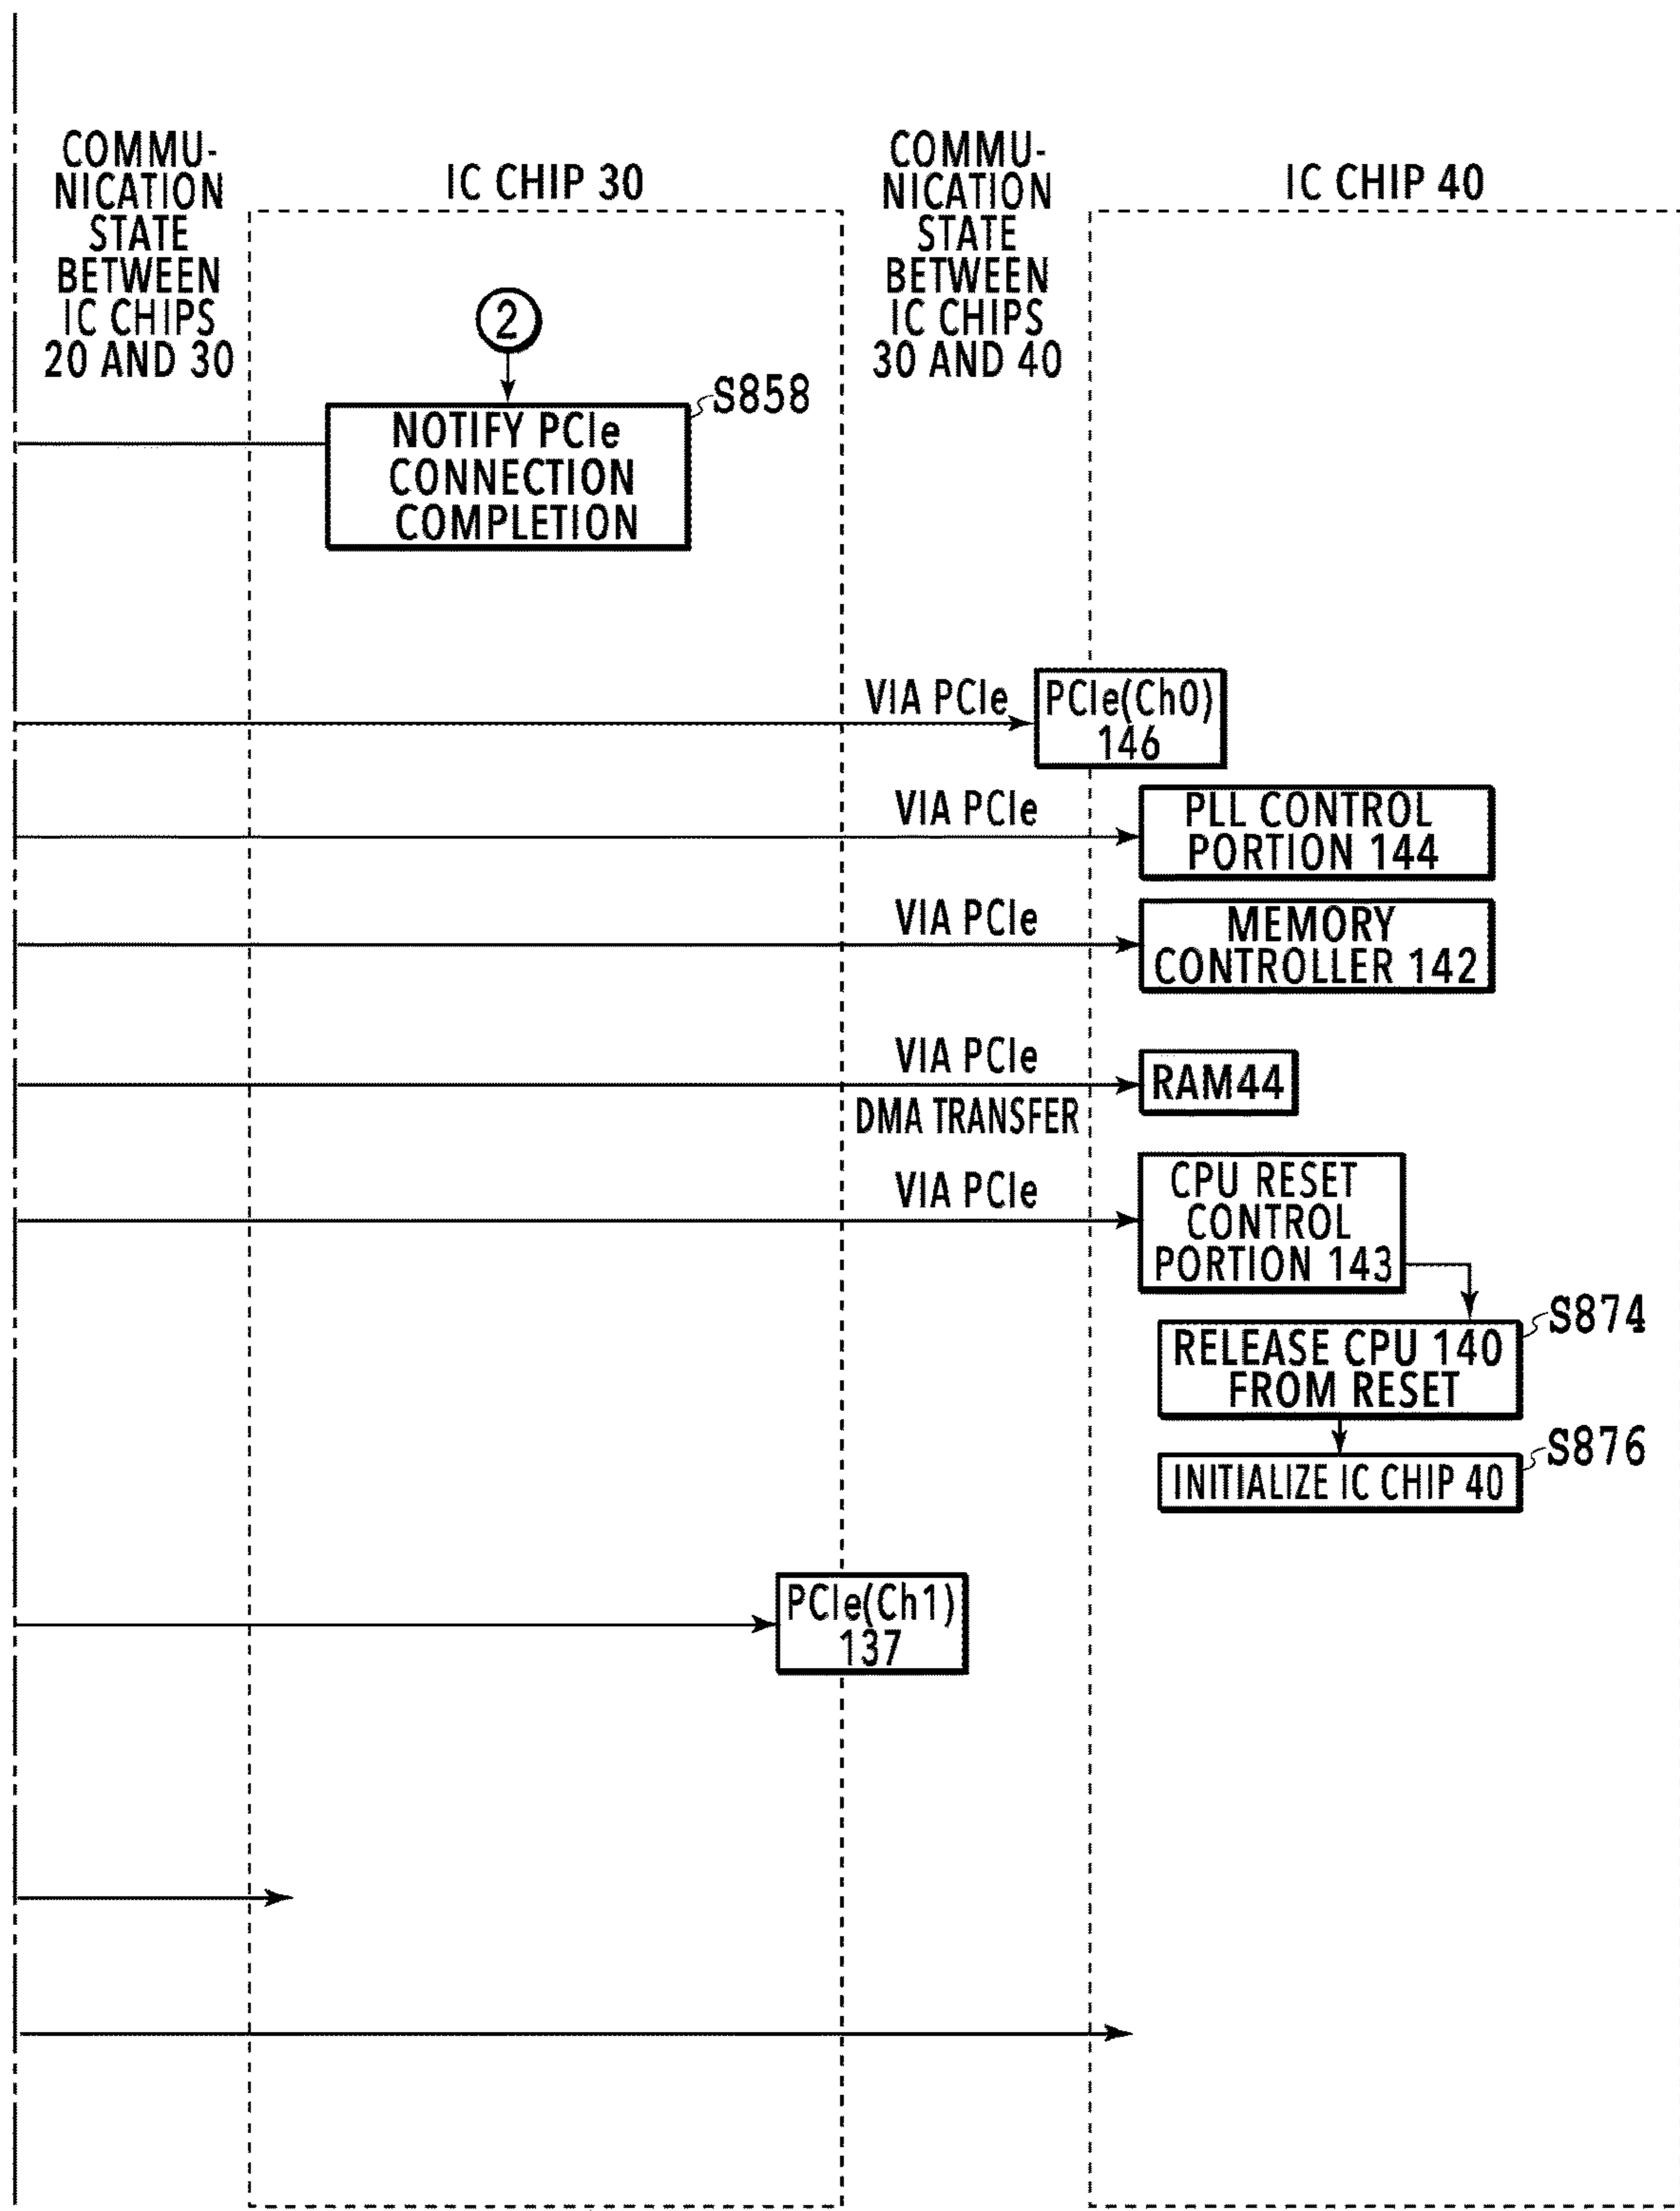 COMMU-
NICATION
STATE
BETWEEN
IC CHIPS
20 AND 30
IC CHIP 30
COMMU-
NICATION
STATE
BETWEEN
IC CHIPS
30 AND 40
IC CHIP 40
2
S858
NOTIFY PCIe
CONNECTION
COMPLETION
VIA PCIe
PCIe(Ch0)
146
VIA PCIe
PLL CONTROL
PORTION 144
VIA PCIe
MEMORY
CONTROLLER 142
VIA PCIe
DMA TRANSFER
RAM44
VIA PCIe
CPU RESET
CONTROL
PORTION 143
S874
RELEASE CPU 140
FROM RESET
S876
INITIALIZE IC CHIP 40
PCIe(Ch1)
137